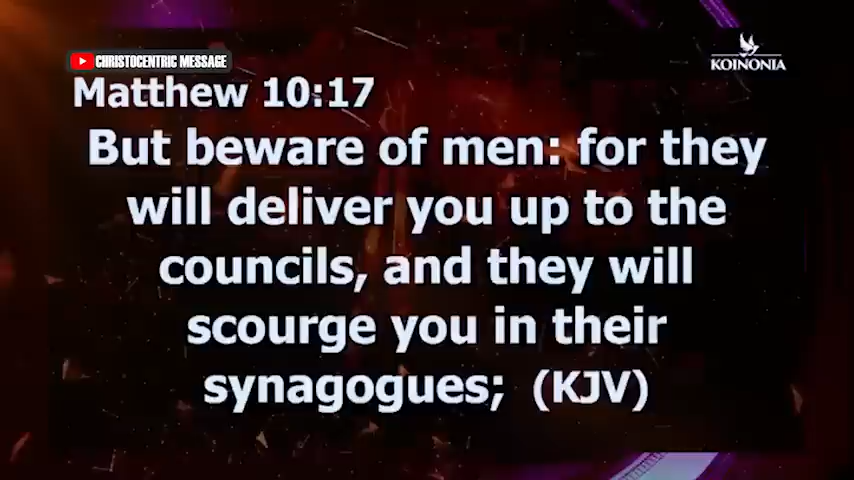 CHRISTOCENTRIC MESSAGE
KOINONIA
Matthew 10:17
But beware of men: for they
will deliver you up to the
councils, and they will
scourge you in their
synagogues; (KJV)